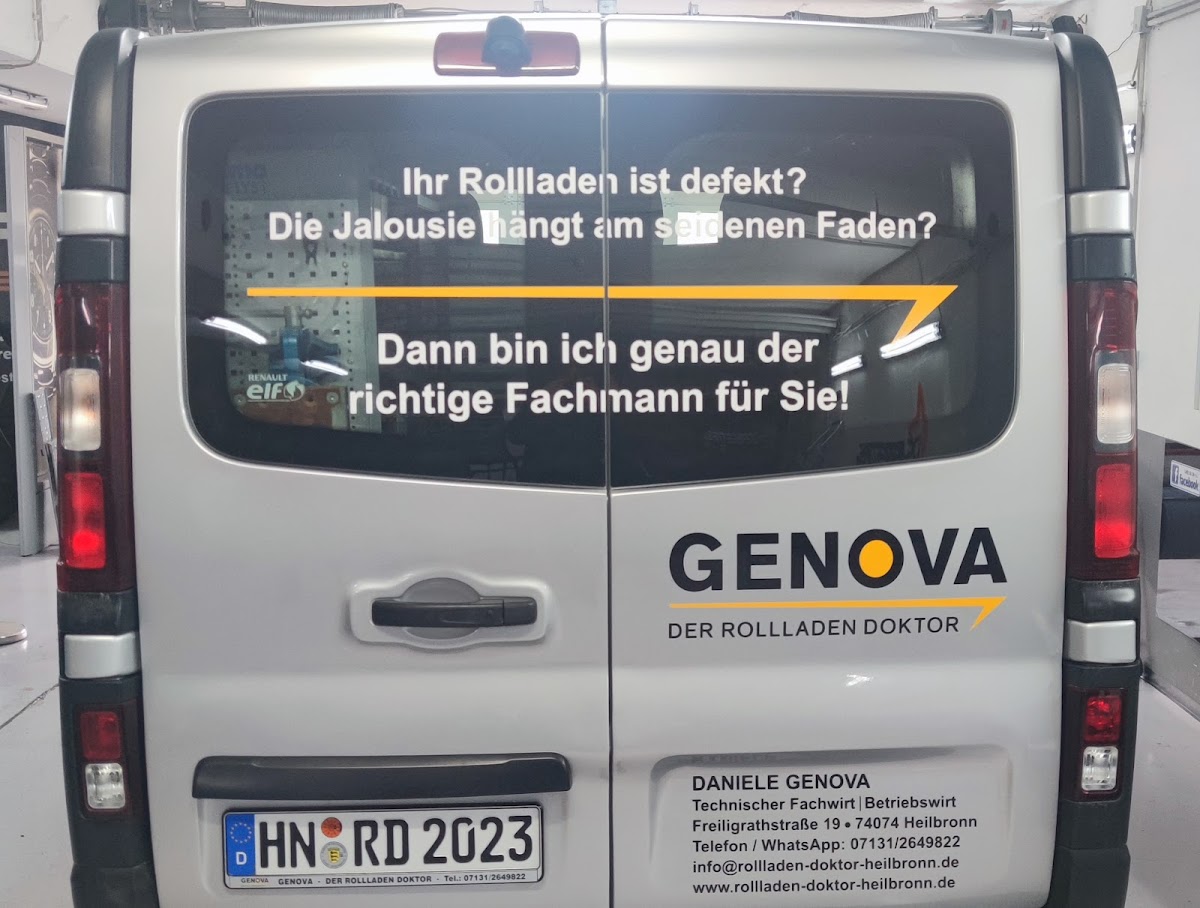 Ihr Rollladen ist defekt?
Die Jalousie hängt am seidenen Faden?
Dann bin ich genau der
richtige Fachmann für Sie!
RENAULT
elf
GENOVA
DER ROLLLADEN DOKTOR
DANIELE GENOVA
Technischer Fachwirt | Betriebswirt
Freiligrathstraße 19 • 74074 Heilbronn
Telefon / WhatsApp: 07131/2649822
info@rollladen-doktor-heilbronn.de
www.rollladen-doktor-heilbronn.de
D HN RD 2023
GENOVA GENOVA - DER ROLLLADEN DOKTOR - Tel.: 07131/2649822
facebook